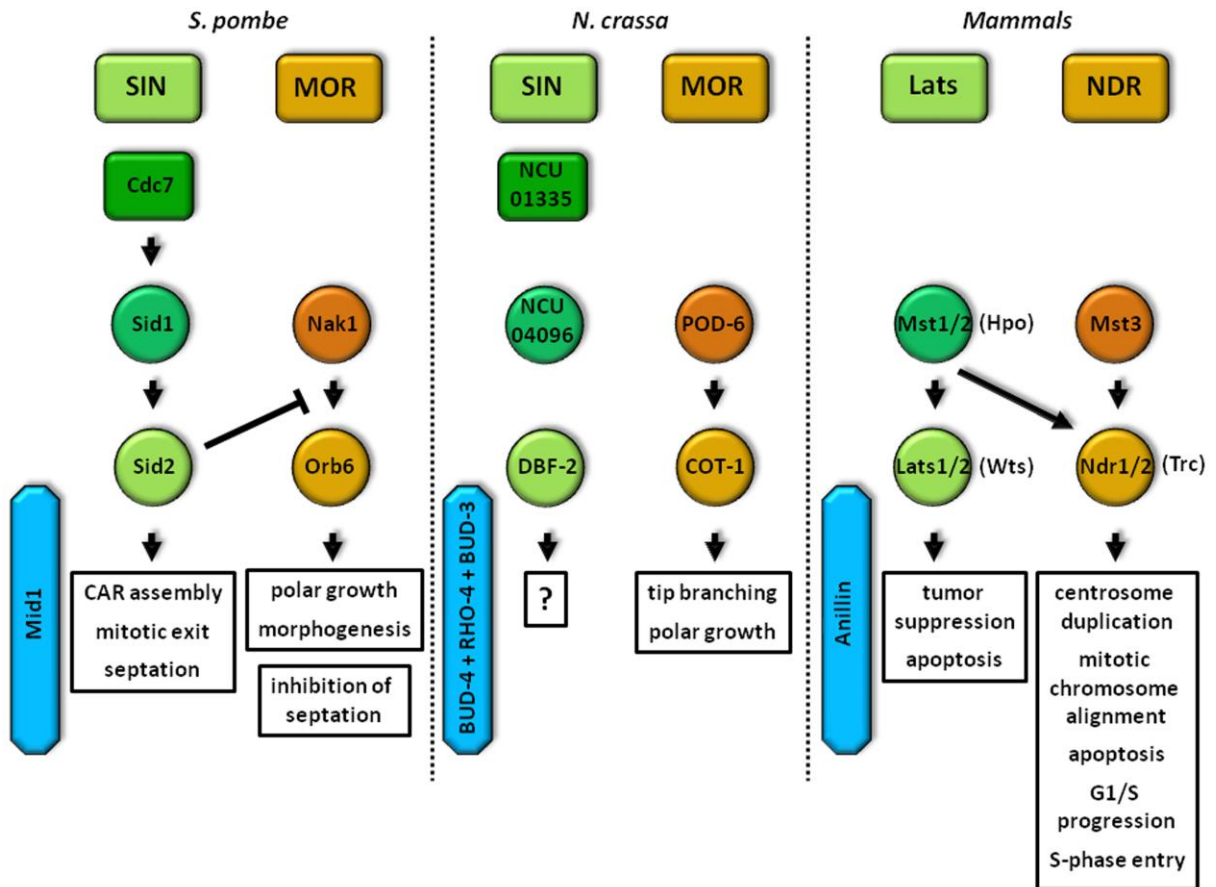 S. pombe
N. crassa
Mammals
SIN
MOR
SIN
MOR
Lats
NDR
Cdc7
NCU
01335
Sid1
Nak1
NCU
04096
POD-6
Mst1/2 (Hpo)
Mst3
Sid2
Orb6
DBF-2
COT-1
Lats1/2 (Wts)
Ndr1/2 (Trc)
Mid1
CAR assembly
mitotic exit
septation
polar growth
morphogenesis
inhibition of
septation
BUD-4 + RHO-4 + BUD-3
?
tip branching
polar growth
Anillin
tumor
suppression
apoptosis
centrosome
duplication
mitotic
chromosome
alignment
apoptosis
G1/S
progression
S-phase entry